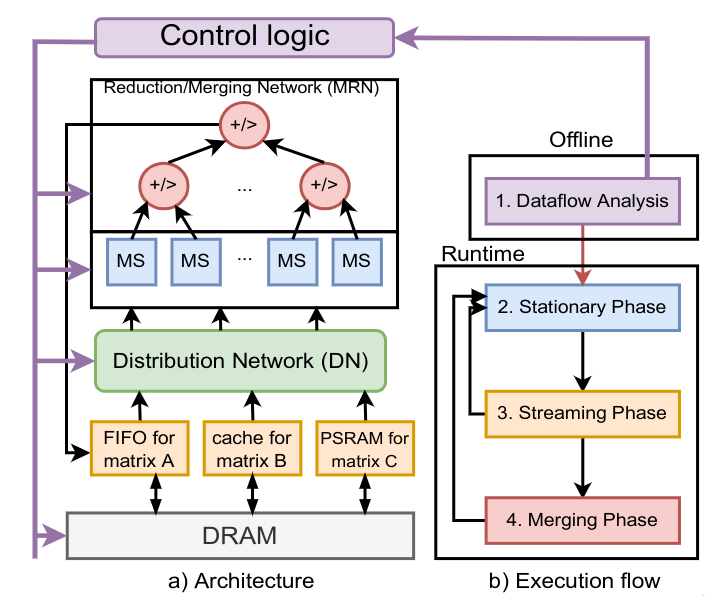 Control logic
Reduction/Merging Network (MRN)
+/>
+/>
...
+/>
MS
MS
...
MS
MS
Distribution Network (DN)
FIFO for
matrix A
cache for
matrix B
PSRAM for
matrix C
DRAM
a) Architecture
Offline
1. Dataflow Analysis
Runtime
2. Stationary Phase
3. Streaming Phase
4. Merging Phase
b) Execution flow